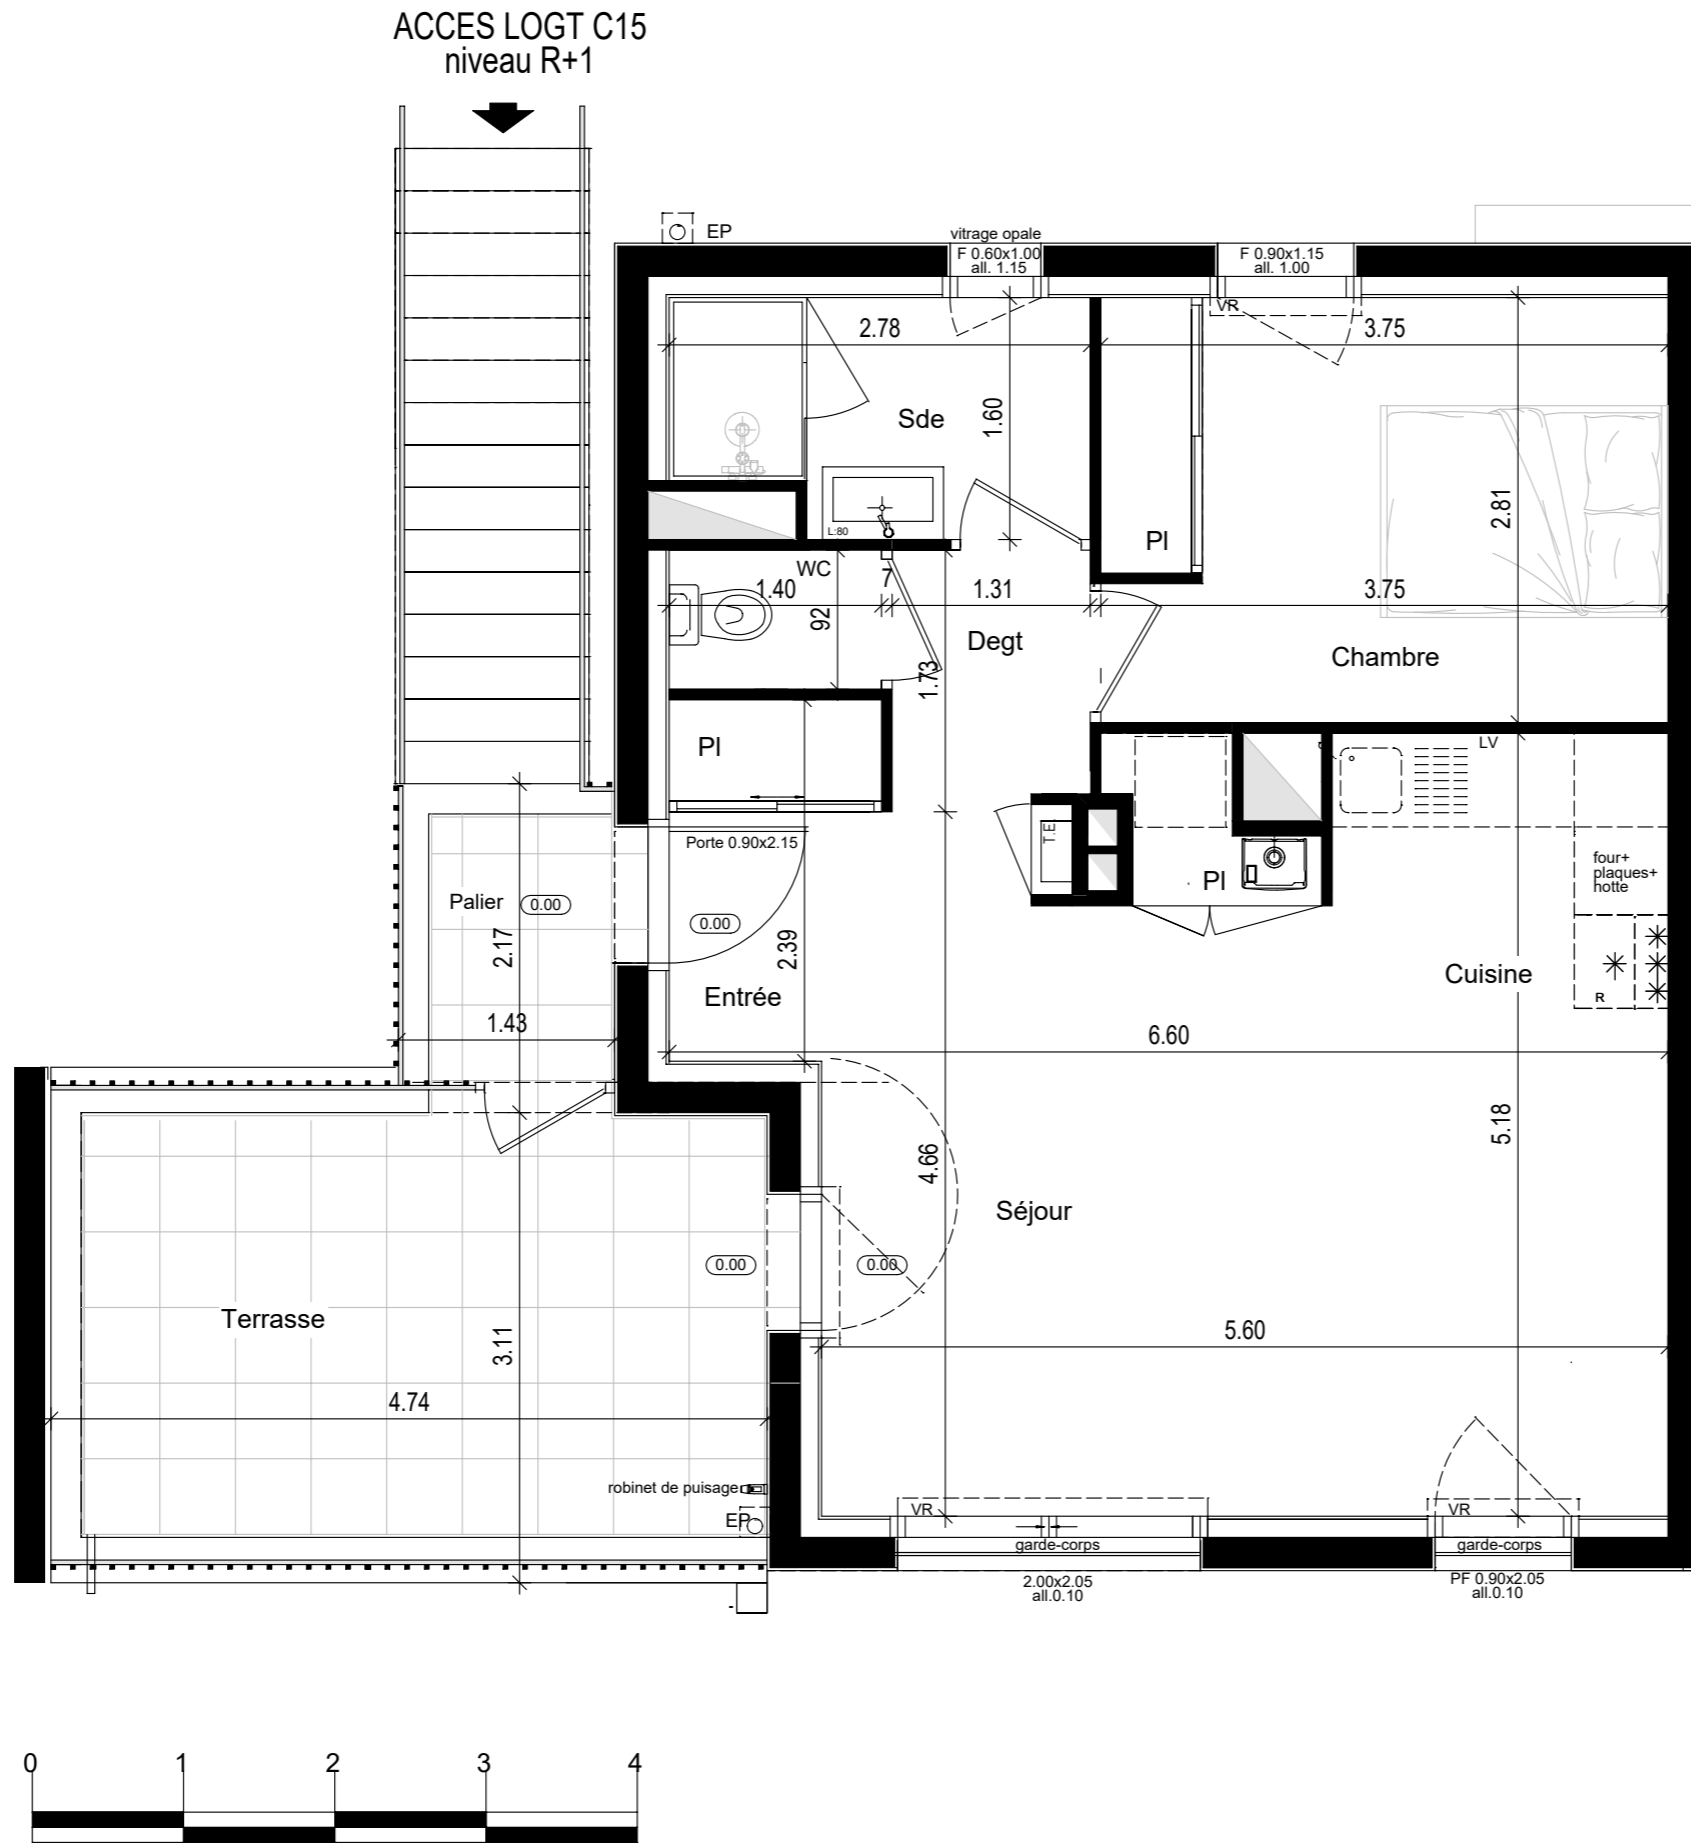 ACCES LOGT C15
niveau R+1
EP
vitrage opale
F 0.60x1.00
all. 1.15
F 0.90x1.15
all. 1.00
VR
2.78
3.75
1.60
Sde
2.81
L:80
Pl
WC
7
1.40
1.31
3.75
92
Degt
Chambre
1.73
Pl
LV
T.E.
Porte 0.90x2.15
four+
plaques+
hotte
Pl
Palier
0.00
0.00
2.17
2.39
Cuisine
R
Entrée
1.43
6.60
5.18
4.66
Séjour
0.00
0.00
Terrasse
3.11
5.60
4.74
robinet de puisage
EP
VR
VR
garde-corps
garde-corps
2.00x2.05
all.0.10
PF 0.90x2.05
all.0.10
0 1 2 3 4